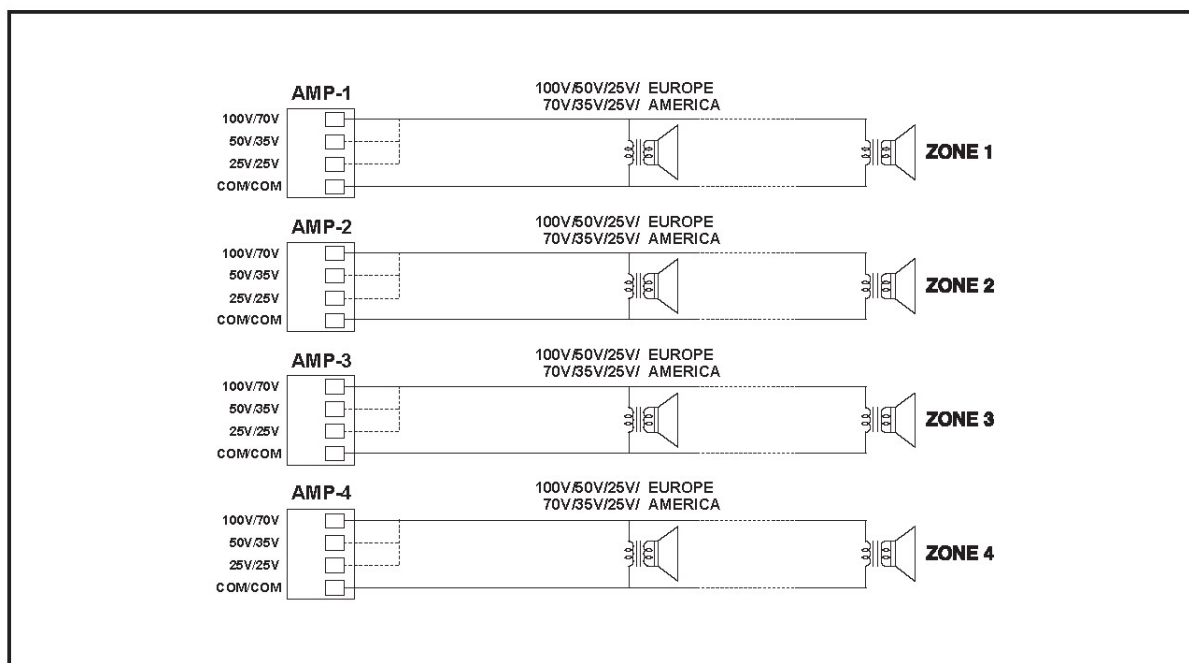 AMP-1
100V/50V/25V/ EUROPE
70V/35V/25V/ AMERICA
100V/70V
50V/35V
25V/25V
COM/COM
ZONE 1
AMP-2
100V/50V/25V/ EUROPE
70V/35V/25V/ AMERICA
100V/70V
50V/35V
25V/25V
COM/COM
ZONE 2
AMP-3
100V/50V/25V/ EUROPE
70V/35V/25V/ AMERICA
100V/70V
50V/35V
25V/25V
COM/COM
ZONE 3
AMP-4
100V/50V/25V/ EUROPE
70V/35V/25V/ AMERICA
100V/70V
50V/35V
25V/25V
COM/COM
ZONE 4